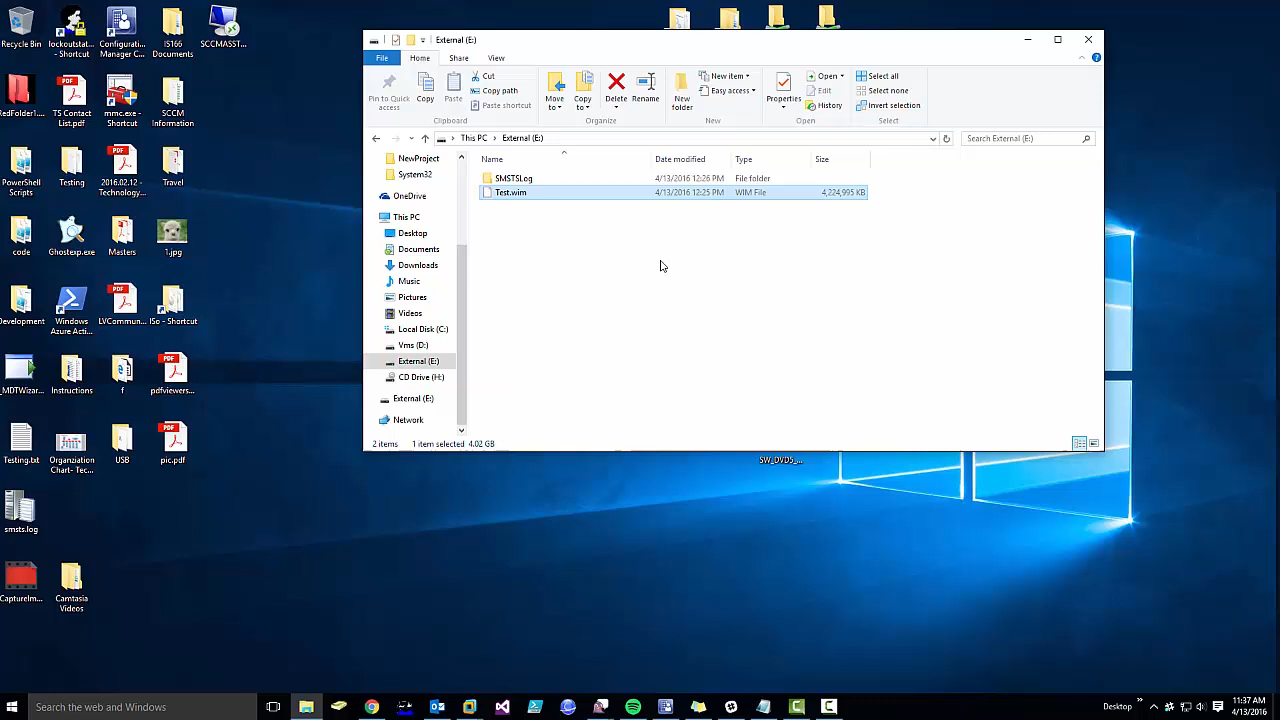 Recycle Bin
lockoutstat... - Shortcut
Configuration Manager C...
IS166 Documents
SCCMASST...
RedFolder1....
TS Contact List.pdf
mmc.exe - Shortcut
SCCM Information
PowerShell Scripts
Testing
2016.02.12 - Technology...
Travel
code
Ghostexp.exe
Masters
1.jpg
Development
Windows Azure Acti...
LVCommun...
ISo - Shortcut
_MDTWizar...
Instructions
f
pdfviewers...
Testing.txt
Organziation Chart- Tec...
USB
pic.pdf
smsts.log
CaptureIm...
Camtasia Videos
External (E:)
File Home Share View
Pin to Quick access
Copy
Paste
Cut
Copy path
Paste shortcut
Clipboard
Move to
Copy to
Delete
Rename
Organize
New folder
New item
Easy access
New
Properties
Open
Edit
History
Open
Select all
Select none
Invert selection
Select
This PC External (E:)
Search External (E:)
NewProject
System32
OneDrive
This PC
Desktop
Documents
Downloads
Music
Pictures
Videos
Local Disk (C:)
Vms (D:)
External (E:)
CD Drive (H:)
External (E:)
Network
Name Date modified Type Size
SMSTSLog 4/13/2016 12:26 PM File folder
Test.wim 4/13/2016 12:25 PM WIM File 4,224,995 KB
2 items 1 item selected 4.02 GB
SW_DVD5_...
Search the web and Windows
Desktop
11:37 AM
4/13/2016